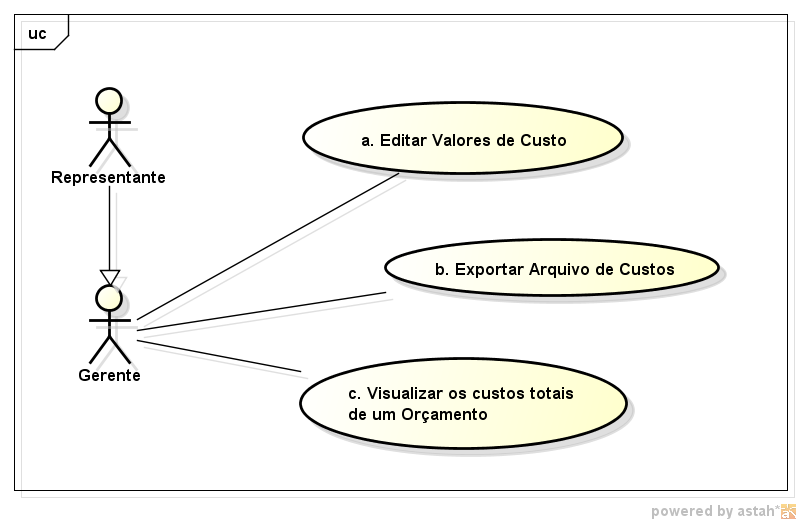 uc
Representante
a. Editar Valores de Custo
b. Exportar Arquivo de Custos
Gerente
c. Visualizar os custos totais
de um Orçamento
powered by astah*